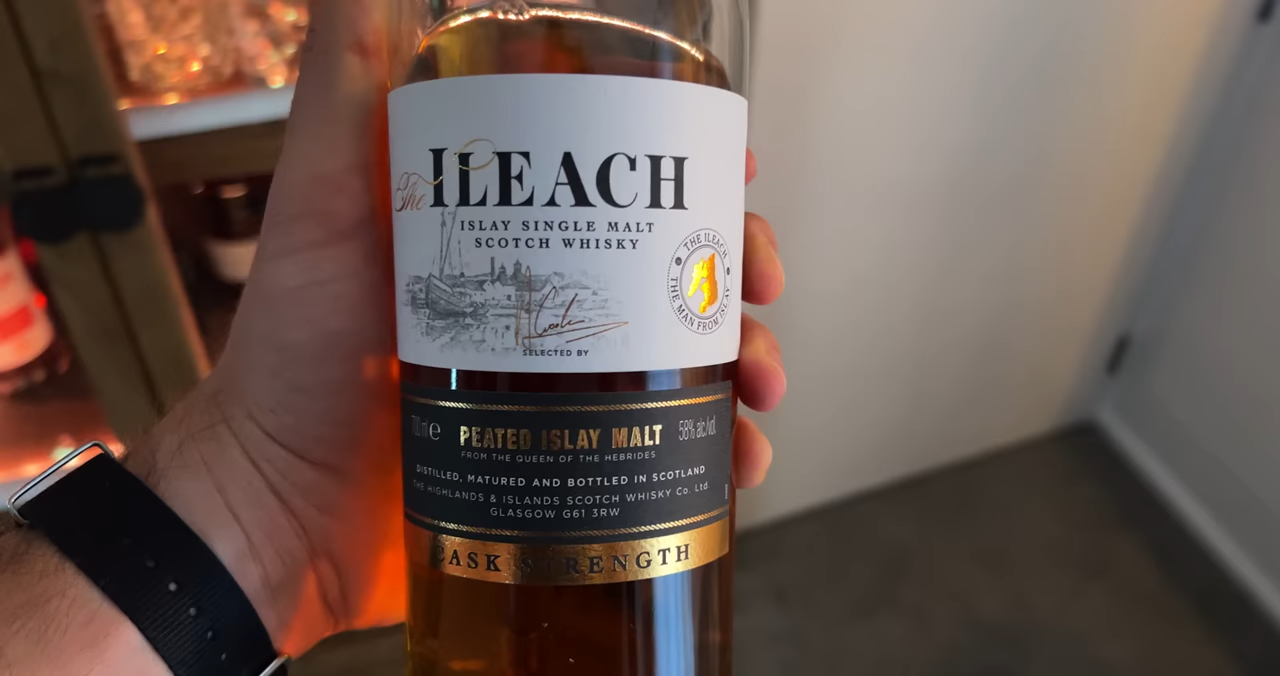 The ILEACH
ISLAY SINGLE MALT
SCOTCH WHISKY
THE ILEACH
THE MAN FROM ISLAY
SELECTED BY
700ml e
PEATED ISLAY MALT
58% alc/vol.
FROM THE QUEEN OF THE HEBRIDES
DISTILLED, MATURED AND BOTTLED IN SCOTLAND
THE HIGHLANDS & ISLANDS SCOTCH WHISKY Co. Ltd.
GLASGOW G61 3RW
CASK STRENGTH